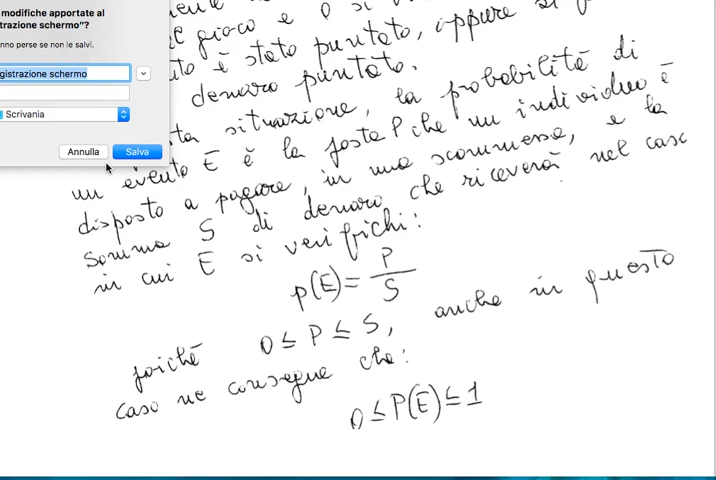 modifiche apportate al
trazione schermo"?
nno perse se non le salvi.
gistrazione schermo
Scrivania
Annulla Salva
gioco e si
è stato puntato, oppure si
denaro puntato.
situazione, la probabilità di
un evento E è la posta P che un individuo è
disposto a pagare, in una scommessa, e la
somma S di denaro che riceverà nel caso
in cui E si verifichi:
p(E) = P/S
poiché 0 ≤ P ≤ S, anche in questo
caso ne consegue che:
0 ≤ P(E) ≤ 1